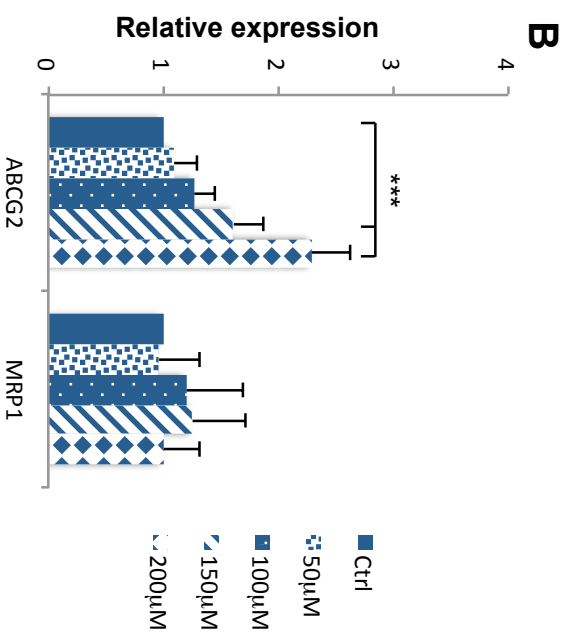 B
Relative expression
4
3
2
1
0
***
ABCG2
MRP1
Ctrl
50μM
100μM
150μM
200μM